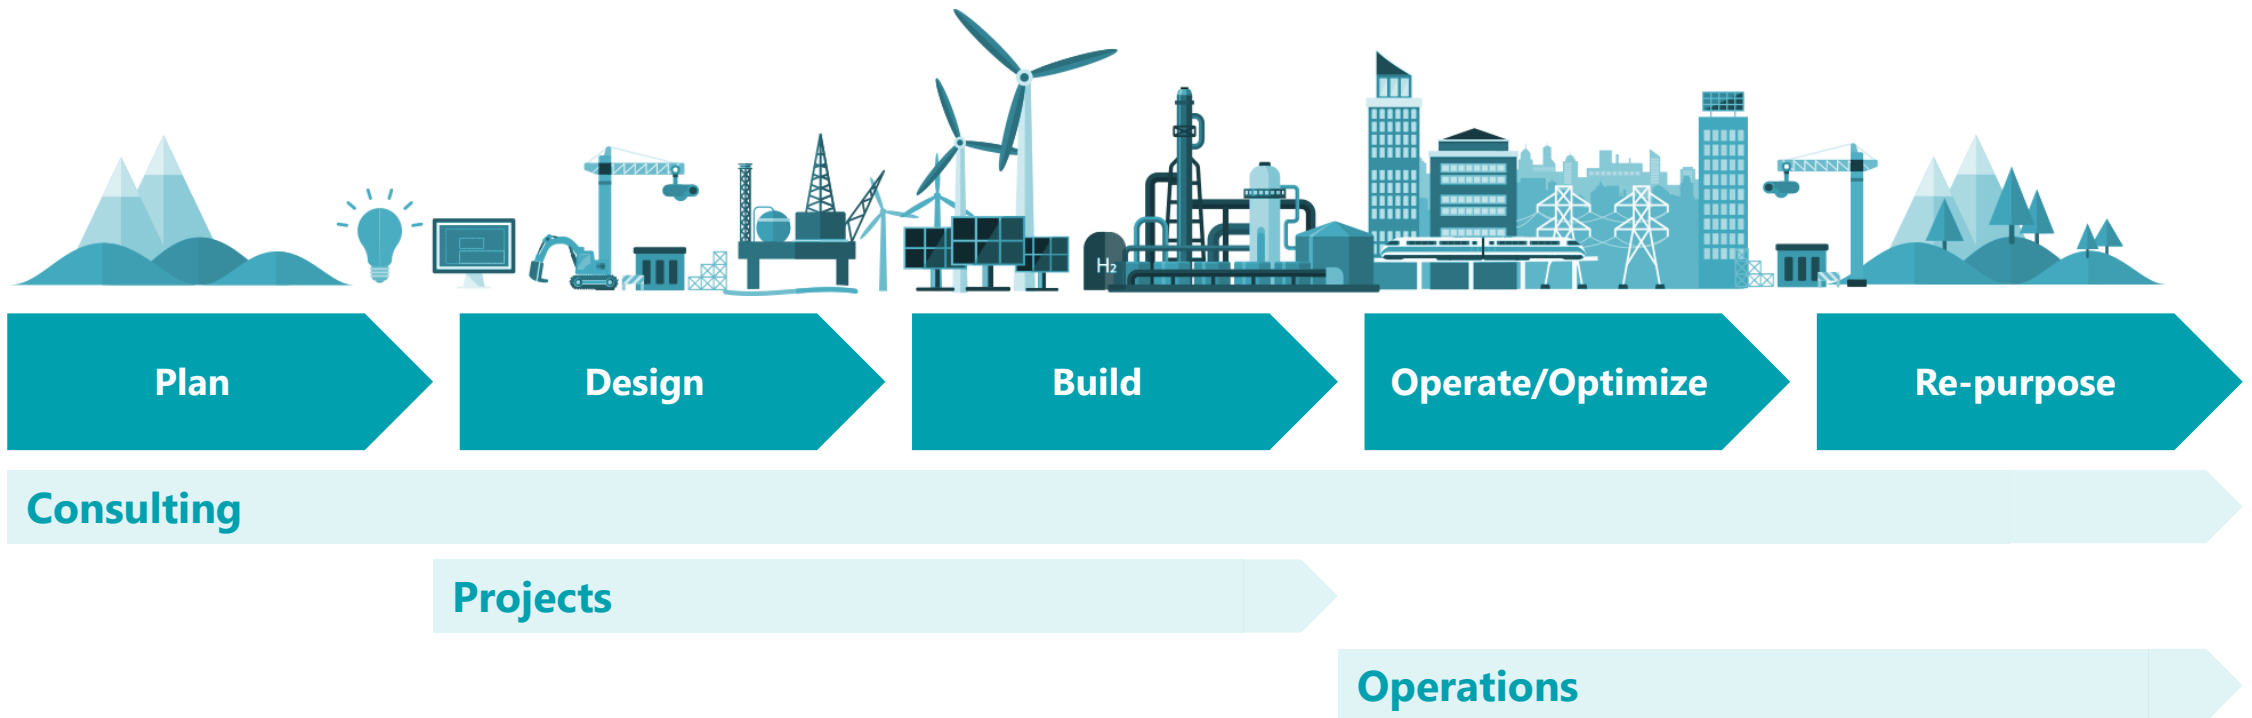 H₂
Plan
Design
Build
Operate/Optimize
Re-purpose
Consulting
Projects
Operations